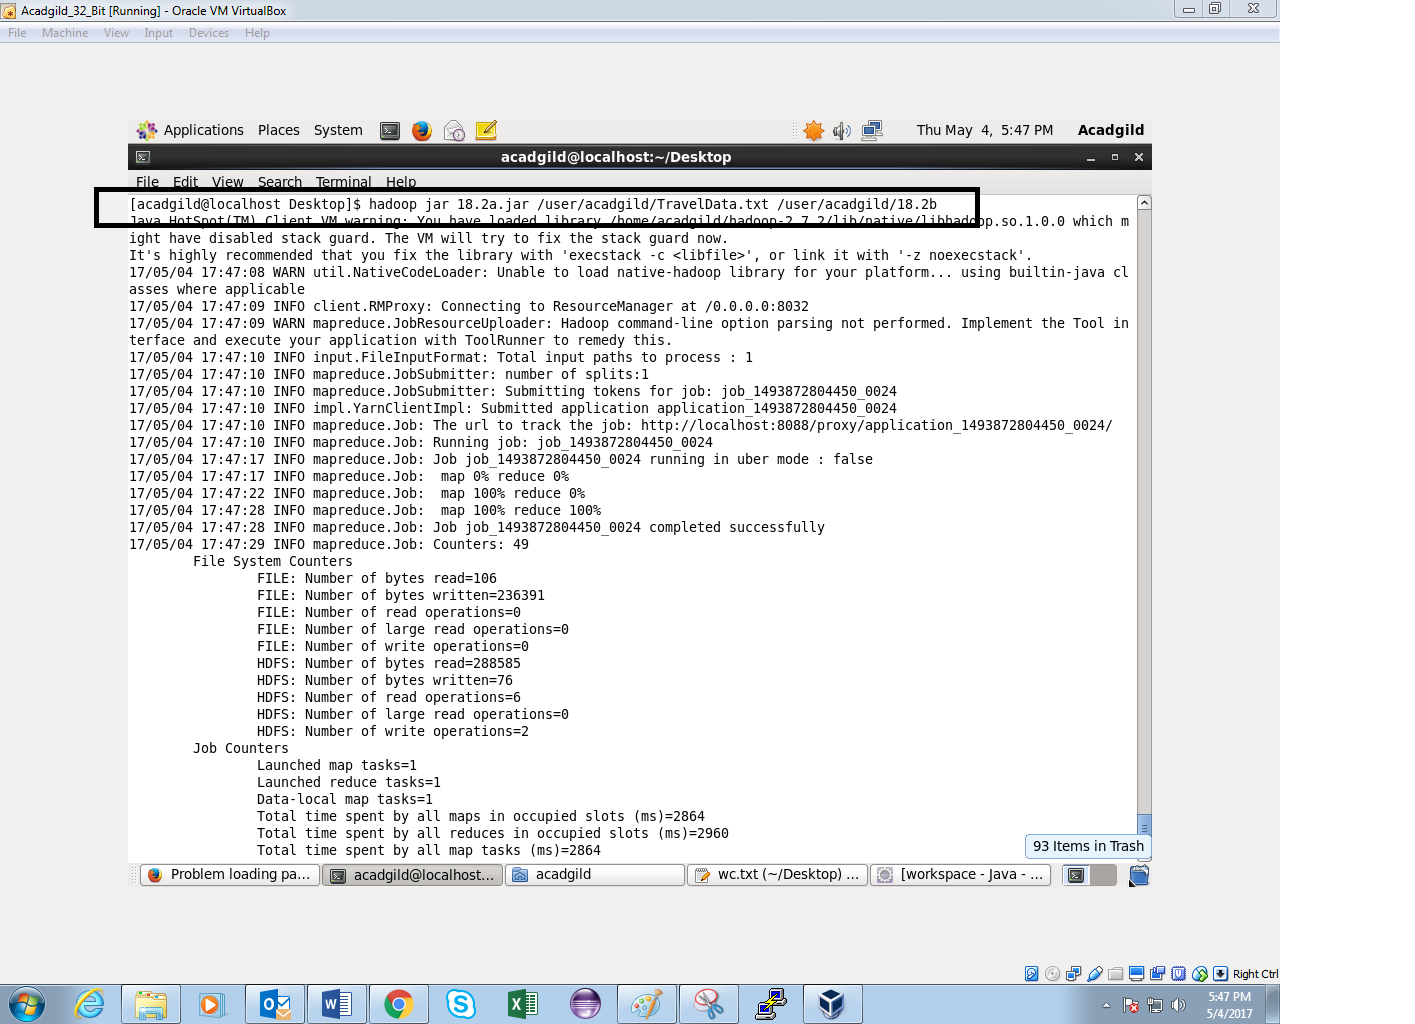 Acadgild_32_Bit [Running] - Oracle VM VirtualBox
File Machine View Input Devices Help
Applications Places System Thu May 4, 5:47 PM Acadgild
acadgild@localhost:~/Desktop
File Edit View Search Terminal Help
[acadgild@localhost Desktop]$ hadoop jar 18.2a.jar /user/acadgild/TravelData.txt /user/acadgild/18.2b
Java HotSpot(TM) Client VM warning: You have loaded library /home/acadgild/hadoop-2.7.2/lib/native/libhadoop.so.1.0.0 which m
ight have disabled stack guard. The VM will try to fix the stack guard now.
It's highly recommended that you fix the library with 'execstack -c <libfile>', or link it with '-z noexecstack'.
17/05/04 17:47:08 WARN util.NativeCodeLoader: Unable to load native-hadoop library for your platform... using builtin-java cl
asses where applicable
17/05/04 17:47:09 INFO client.RMProxy: Connecting to ResourceManager at /0.0.0.0:8032
17/05/04 17:47:09 WARN mapreduce.JobResourceUploader: Hadoop command-line option parsing not performed. Implement the Tool in
terface and execute your application with ToolRunner to remedy this.
17/05/04 17:47:10 INFO input.FileInputFormat: Total input paths to process : 1
17/05/04 17:47:10 INFO mapreduce.JobSubmitter: number of splits:1
17/05/04 17:47:10 INFO mapreduce.JobSubmitter: Submitting tokens for job: job_1493872804450_0024
17/05/04 17:47:10 INFO impl.YarnClientImpl: Submitted application application_1493872804450_0024
17/05/04 17:47:10 INFO mapreduce.Job: The url to track the job: http://localhost:8088/proxy/application_1493872804450_0024/
17/05/04 17:47:10 INFO mapreduce.Job: Running job: job_1493872804450_0024
17/05/04 17:47:17 INFO mapreduce.Job: Job job_1493872804450_0024 running in uber mode : false
17/05/04 17:47:17 INFO mapreduce.Job:  map 0% reduce 0%
17/05/04 17:47:22 INFO mapreduce.Job:  map 100% reduce 0%
17/05/04 17:47:28 INFO mapreduce.Job:  map 100% reduce 100%
17/05/04 17:47:28 INFO mapreduce.Job: Job job_1493872804450_0024 completed successfully
17/05/04 17:47:29 INFO mapreduce.Job: Counters: 49
File System Counters
FILE: Number of bytes read=106
FILE: Number of bytes written=236391
FILE: Number of read operations=0
FILE: Number of large read operations=0
FILE: Number of write operations=0
HDFS: Number of bytes read=288585
HDFS: Number of bytes written=76
HDFS: Number of read operations=6
HDFS: Number of large read operations=0
HDFS: Number of write operations=2
Job Counters
Launched map tasks=1
Launched reduce tasks=1
Data-local map tasks=1
Total time spent by all maps in occupied slots (ms)=2864
Total time spent by all reduces in occupied slots (ms)=2960
Total time spent by all map tasks (ms)=2864
93 Items in Trash
Problem loading pa... acadgild@localhost... acadgild wc.txt (~/Desktop) ... [workspace - Java - ...
Right Ctrl
5:47 PM
5/4/2017